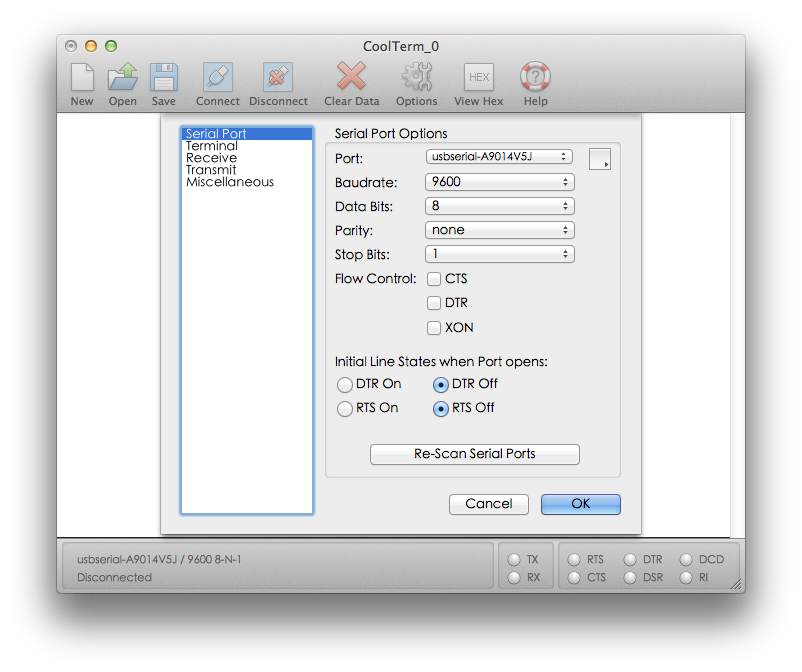 CoolTerm_0
New Open Save Connect Disconnect Clear Data Options HEX View Hex ? Help
Serial Port
Terminal
Receive
Transmit
Miscellaneous
Serial Port Options
Port: usbserial-A9014V5J
Baudrate: 9600
Data Bits: 8
Parity: none
Stop Bits: 1
Flow Control: CTS
DTR
XON
Initial Line States when Port opens:
DTR On DTR Off
RTS On RTS Off
Re-Scan Serial Ports
Cancel OK
usbserial-A9014V5J / 9600 8-N-1
Disconnected
TX RTS DTR DCD
RX CTS DSR RI